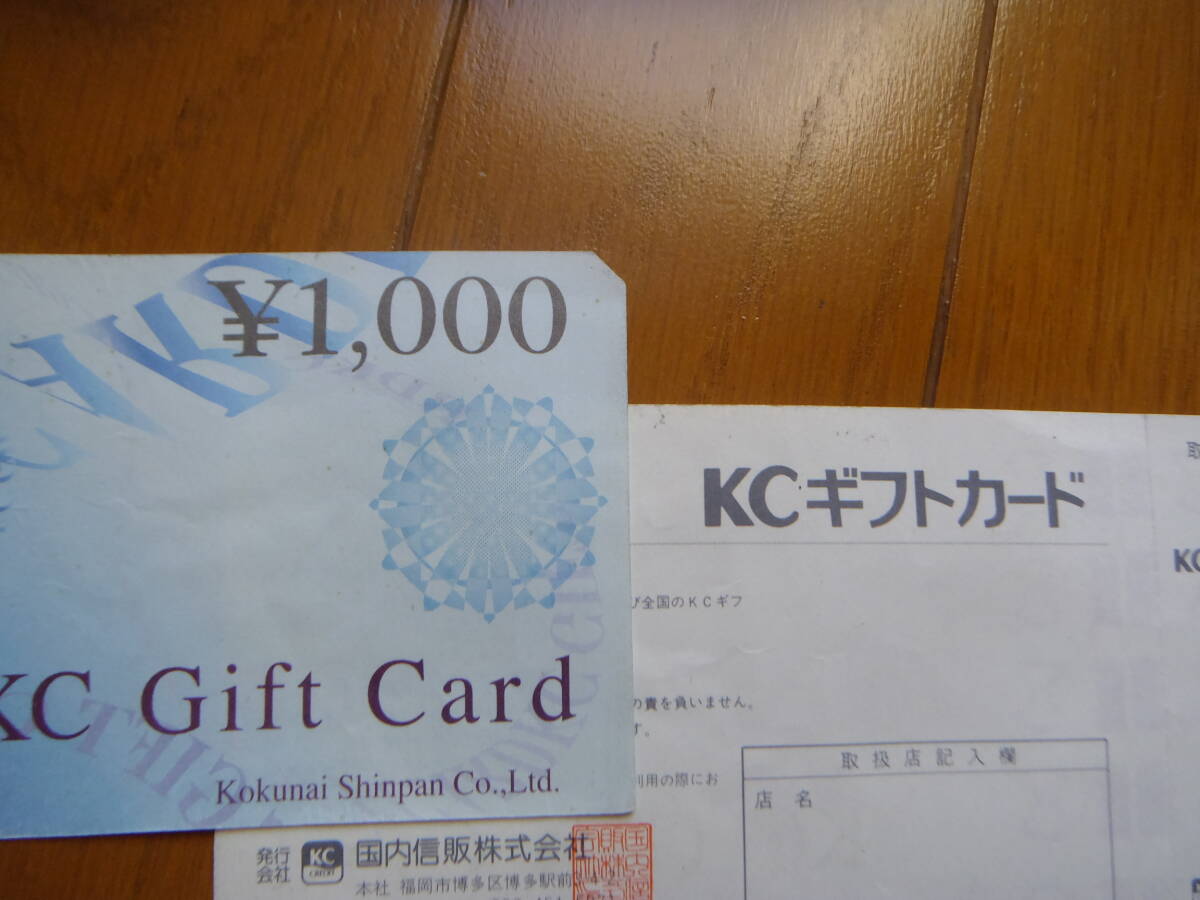 ¥1,000
KC Gift Card
Kokunai Shinpan Co.,Ltd.
KCギフトカード
び全国のKCギフ
の責を負いません。
す。
利用の際にお
取扱店記入欄
店名
発行会社
KC
CREDIT
国内信販株式会社
本社 福岡市博多区博多駅前
取
KC